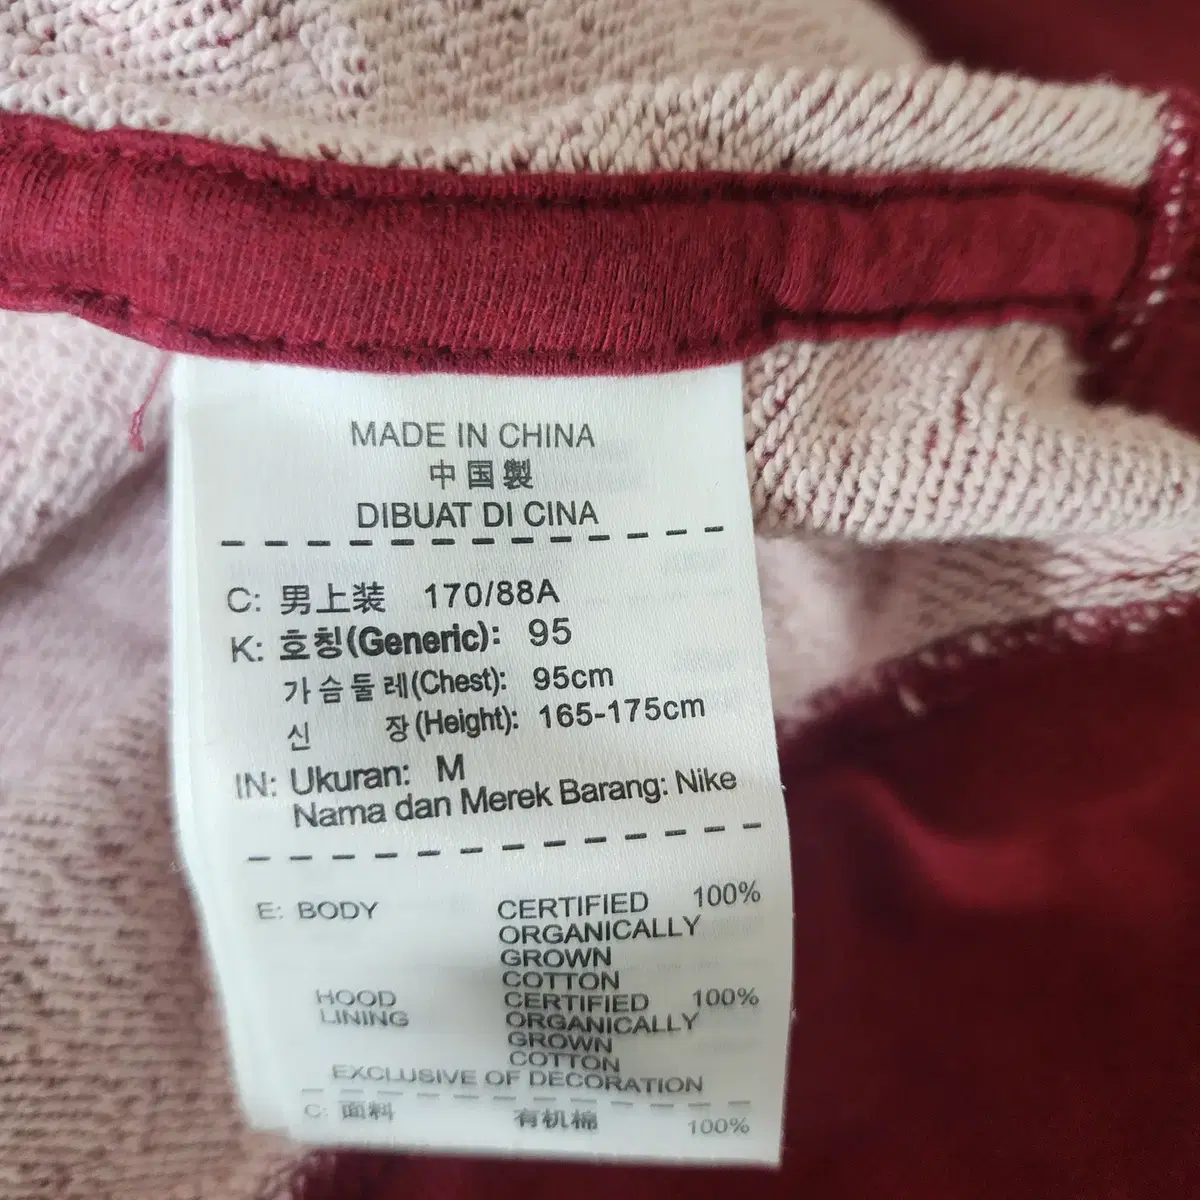 MADE IN CHINA
中国製
DIBUAT DI CINA
C: 男上装 170/88A
K: 호칭(Generic): 95
가슴둘레(Chest): 95cm
신 장(Height): 165-175cm
IN: Ukuran: M
Nama dan Merek Barang: Nike
E: BODY CERTIFIED 100%
ORGANICALLY
GROWN
COTTON
HOOD CERTIFIED 100%
LINING ORGANICALLY
GROWN
COTTON
EXCLUSIVE OF DECORATION
C: 面料 有机棉 100%